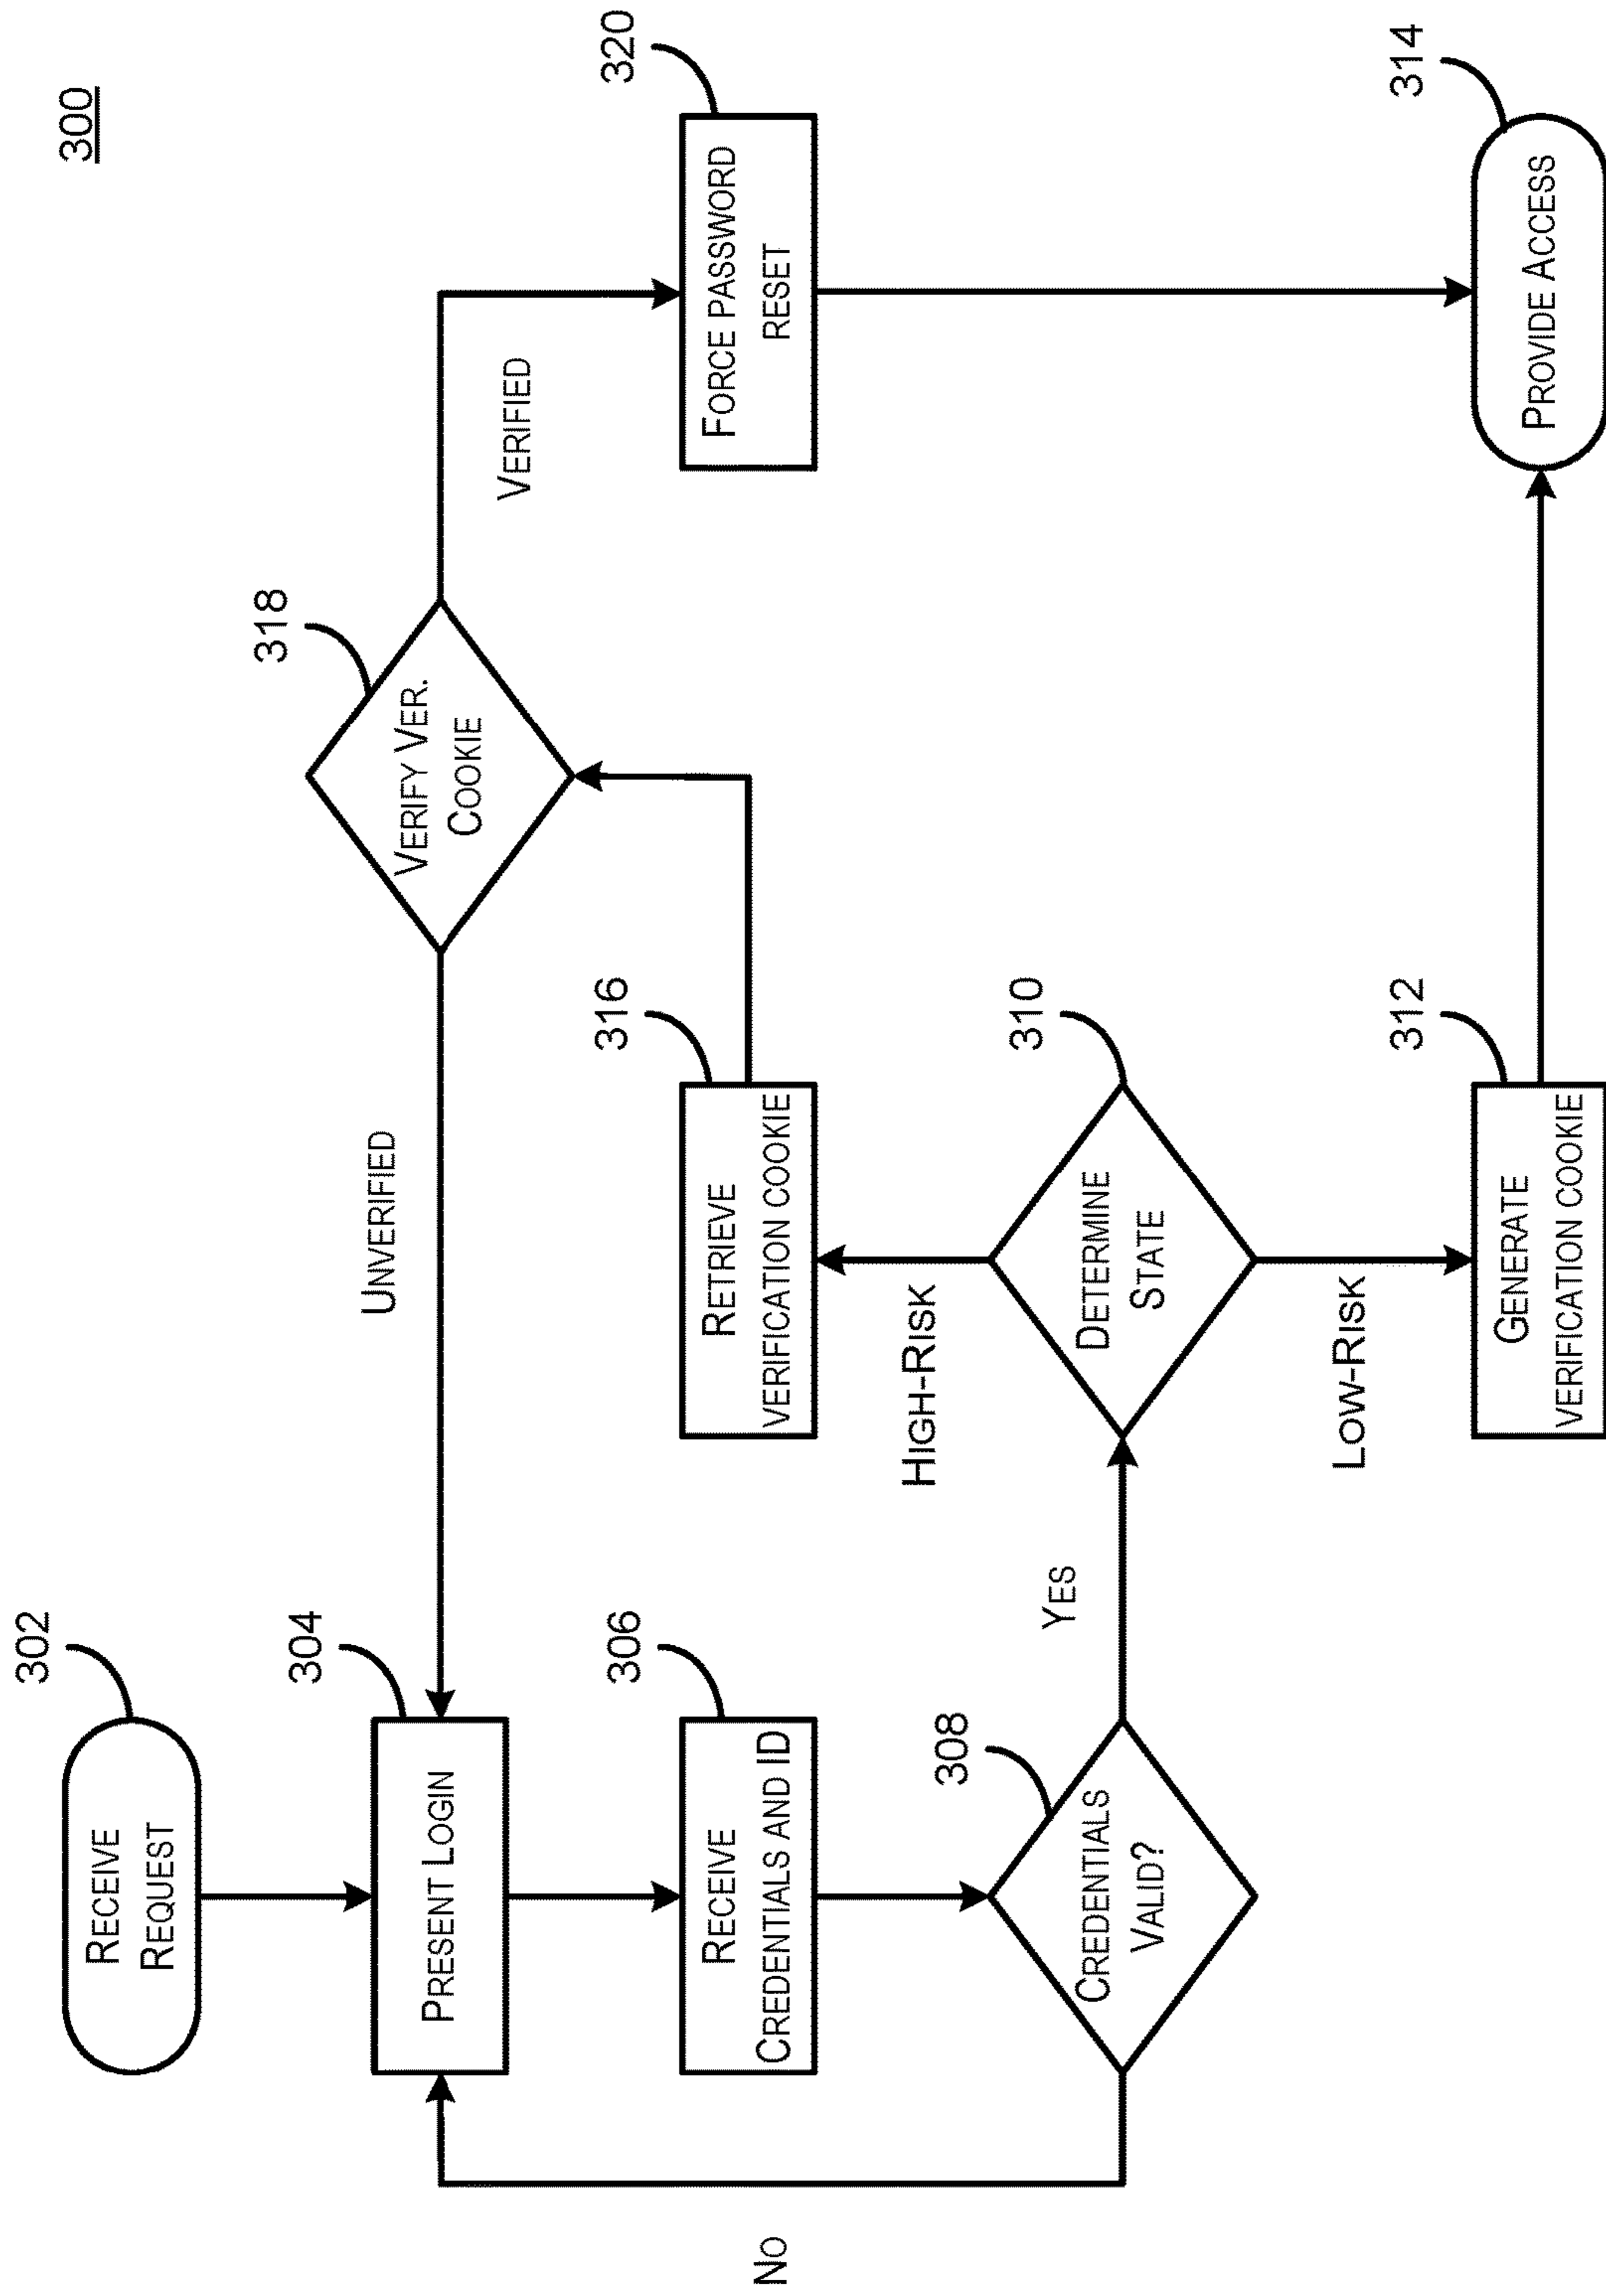 300
302
RECEIVE
REQUEST
304
PRESENT LOGIN
306
RECEIVE
CREDENTIALS AND ID
308
CREDENTIALS
VALID?
NO
YES
310
DETERMINE
STATE
HIGH-RISK
LOW-RISK
312
GENERATE
VERIFICATION COOKIE
314
PROVIDE ACCESS
316
RETRIEVE
VERIFICATION COOKIE
318
VERIFY VER.
COOKIE
UNVERIFIED
VERIFIED
320
FORCE PASSWORD
RESET